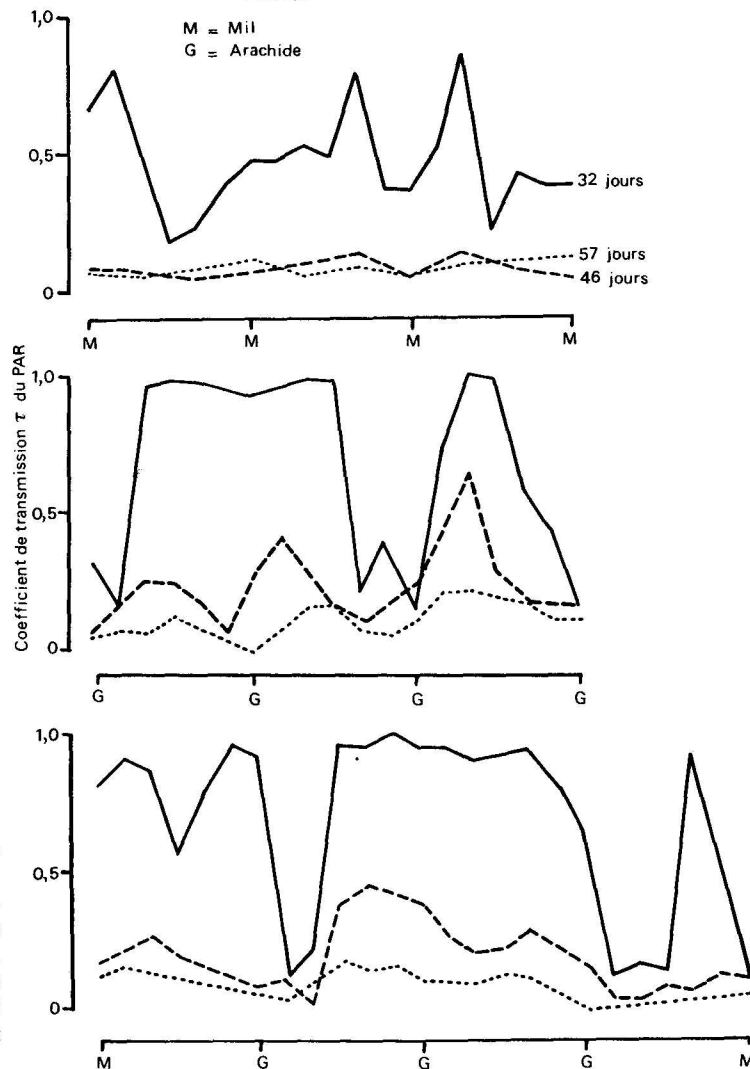 1,0
M = Mil
G = Arachide
0,5
32 jours
57 jours
46 jours
0
M M M M
Coefficient de transmission τ du PAR
1,0
0,5
0
G G G G
1,0
0,5
0
M G G G M